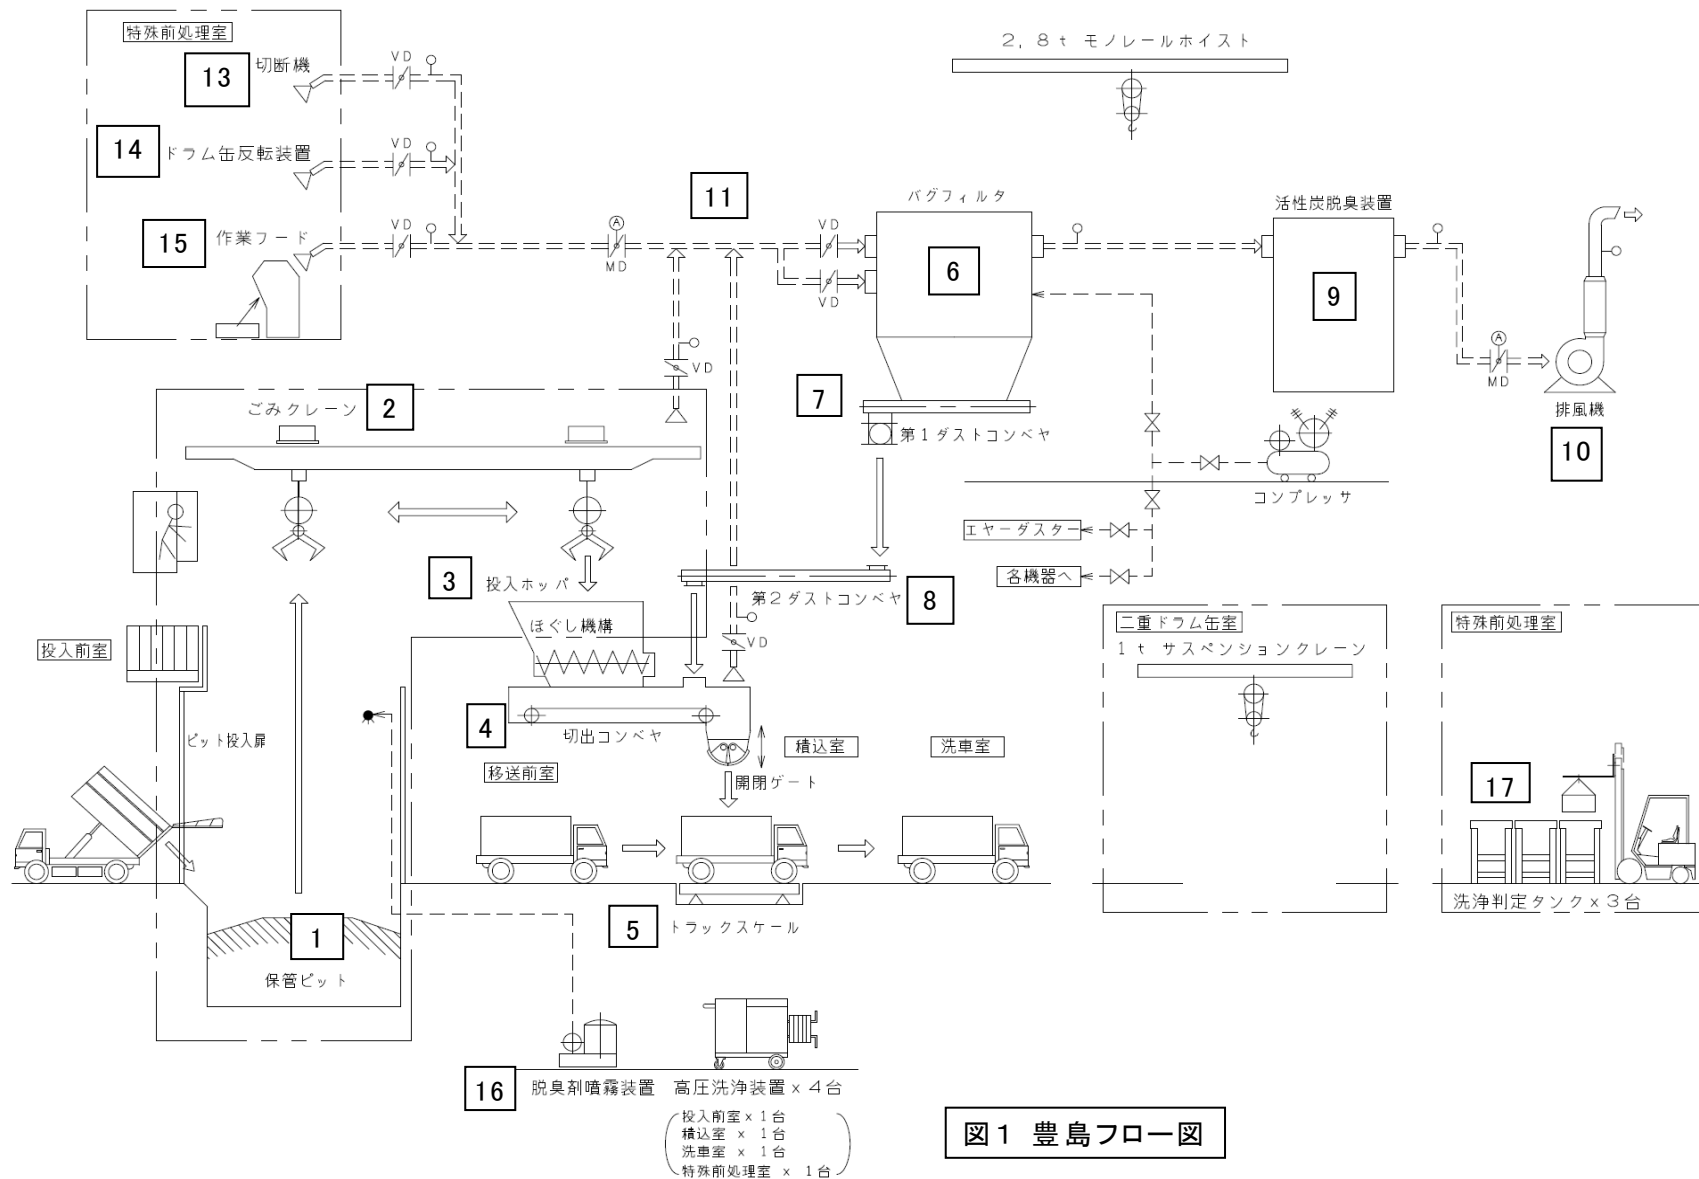 特殊前処理室
13
切断機
VD
2,8t モノレールホイスト
14
ドラム缶反転装置
VD
11
バグフィルタ
活性炭脱臭装置
15
作業フード
VD
A
MD
VD
VD
6
9
VD
A
MD
ごみクレーン
2
7
第1ダストコンベヤ
排風機
10
コンプレッサ
エヤーダスター
各機器へ
3
投入ホッパ
第2ダストコンベヤ
8
ほぐし機構
VD
投入前室
二重ドラム缶室
1t サスペンションクレーン
特殊前処理室
ピット投入扉
4
切出コンベヤ
積込室
洗車室
移送前室
開閉ゲート
17
洗浄判定タンクx3台
1
保管ピット
5
トラックスケール
16
脱臭剤噴霧装置
高圧洗浄装置x4台
投入前室x1台
積込室 x 1台
洗車室 x 1台
特殊前処理室 x 1台
図1 豊島フロー図